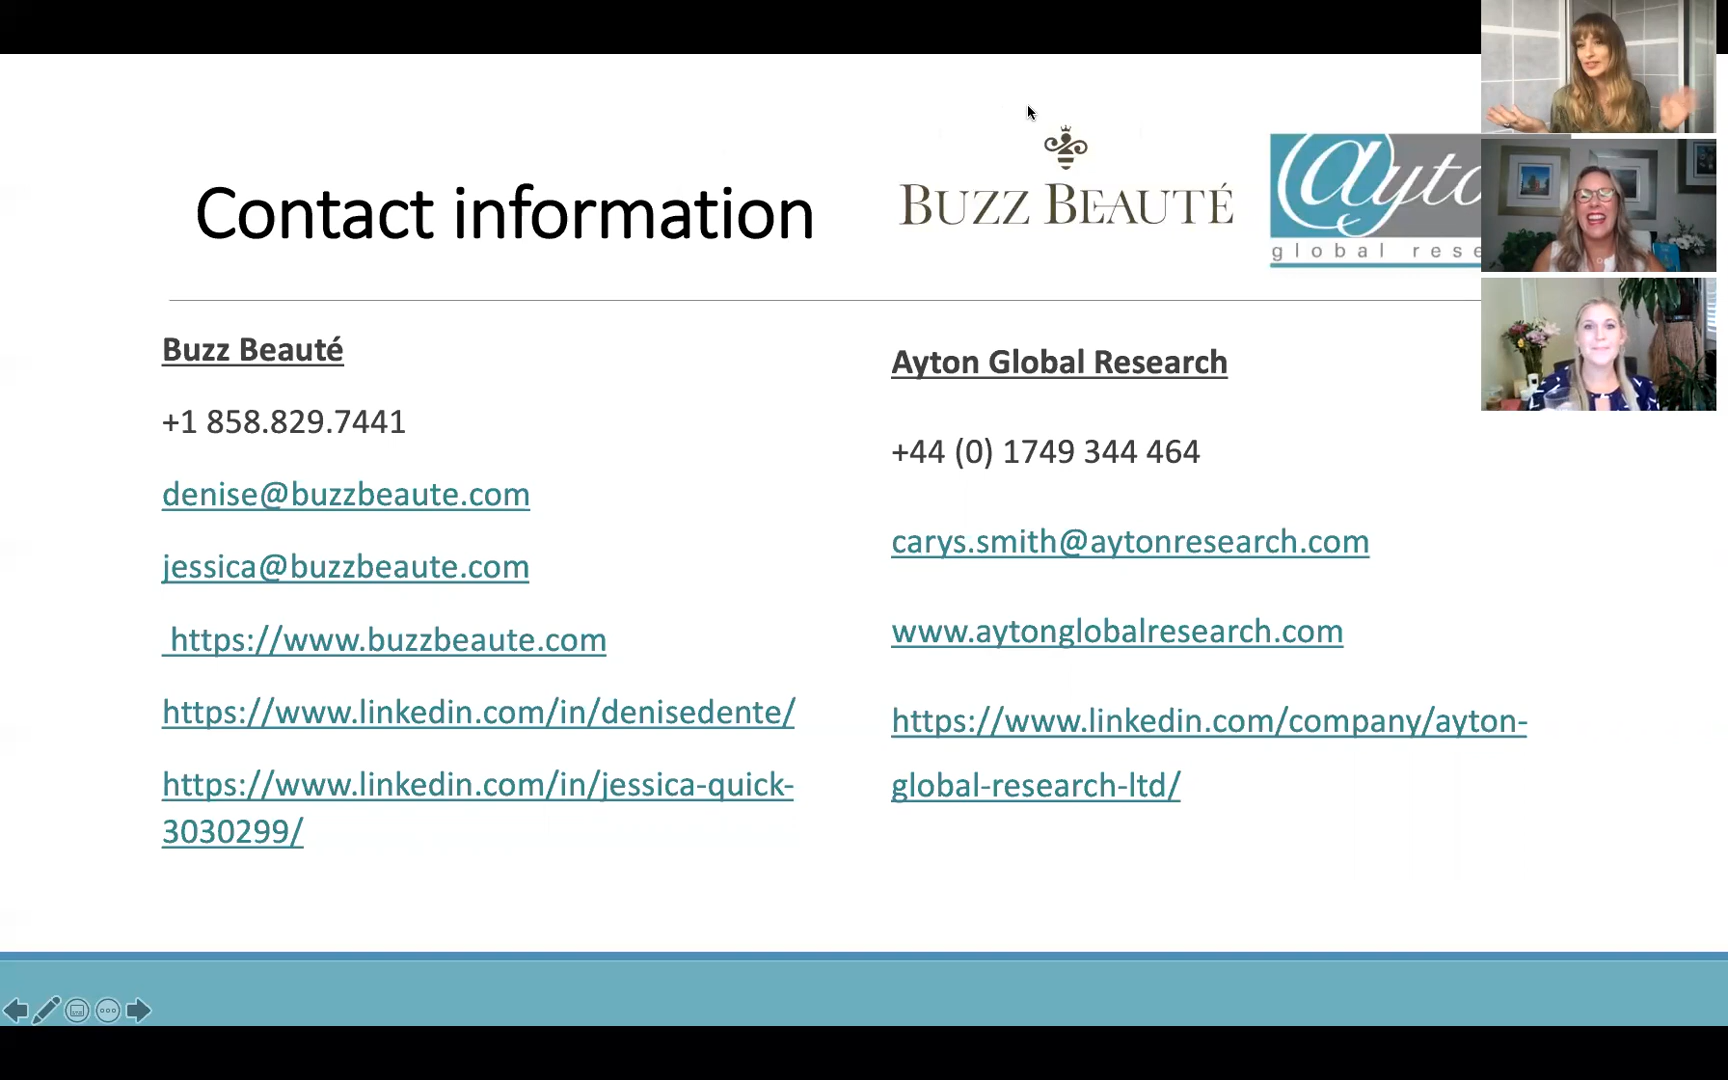 Contact information
BUZZ BEAUTÉ
@ayto
global rese
Buzz Beauté
+1 858.829.7441
denise@buzzbeaute.com
jessica@buzzbeaute.com
https://www.buzzbeaute.com
https://www.linkedin.com/in/denisedente/
https://www.linkedin.com/in/jessica-quick-
3030299/
Ayton Global Research
+44 (0) 1749 344 464
carys.smith@aytonresearch.com
www.aytonglobalresearch.com
https://www.linkedin.com/company/ayton-
global-research-ltd/